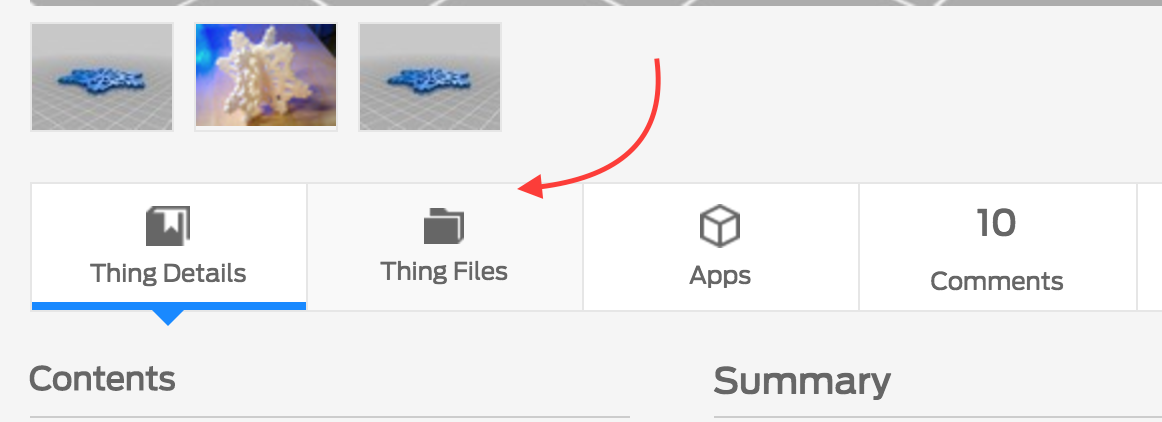 Thing Details
Thing Files
Apps
10
Comments
Contents
Summary